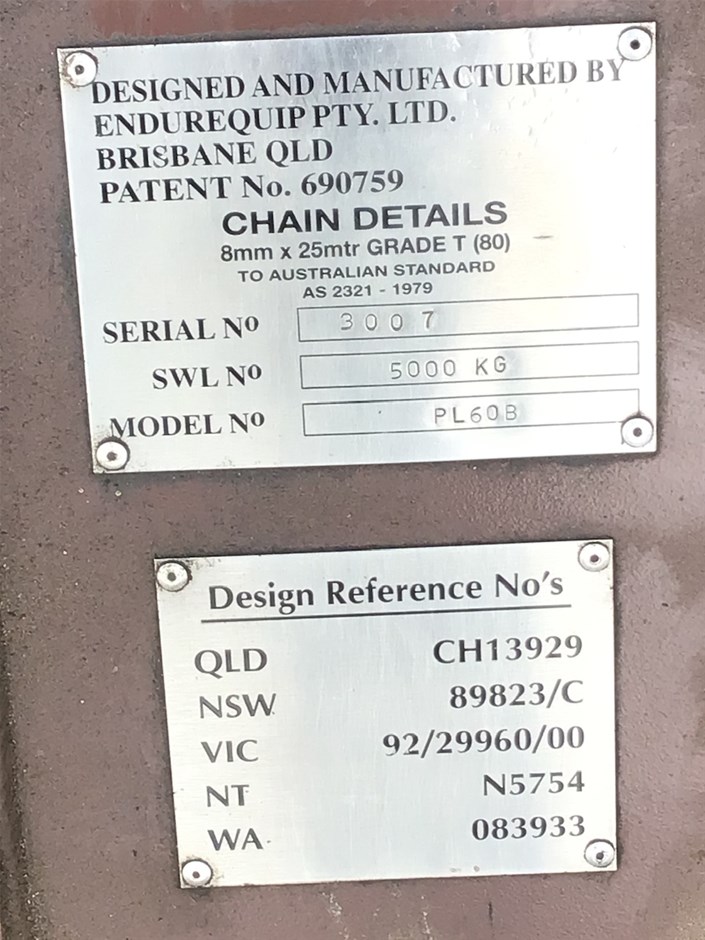 DESIGNED AND MANUFACTURED BY
ENDUREQUIP PTY. LTD.
BRISBANE QLD
PATENT No. 690759
CHAIN DETAILS
8mm x 25mtr GRADE T (80)
TO AUSTRALIAN STANDARD
AS 2321 - 1979
SERIAL No 3007
SWL No 5000 KG
MODEL No PL60B
Design Reference No's
QLD CH13929
NSW 89823/C
VIC 92/29960/00
NT N5754
WA 083933